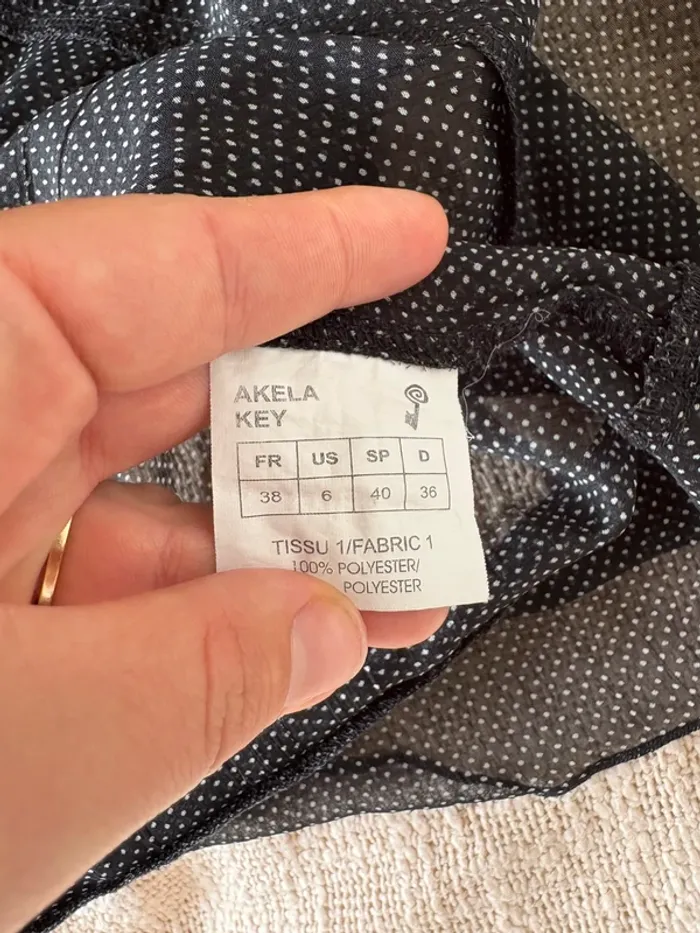 AKELA
KEY
FR US SP D
38 6 40 36
TISSU 1/FABRIC 1
100% POLYESTER/
POLYESTER